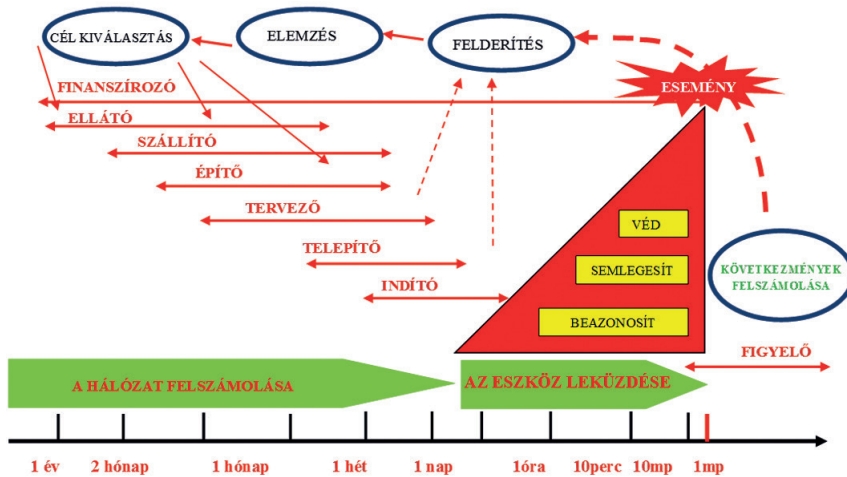 CÉL KIVÁLASZTÁS
ELEMZÉS
FELDERÍTÉS
FINANSZÍROZÓ
ESEMÉNY
ELLÁTÓ
SZÁLLÍTÓ
ÉPÍTŐ
TERVEZŐ
TELEPÍTŐ
INDÍTÓ
VÉD
SEMLEGESÍT
BEAZONOSÍT
KÖVETKEZMÉNYEK
FELSZÁMOLÁSA
FIGYELŐ
A HÁLÓZAT FELSZÁMOLÁSA
AZ ESZKÖZ LEKÜZDÉSE
1 év 2 hónap 1 hónap 1 hét 1 nap 1óra 10perc 10mp 1mp